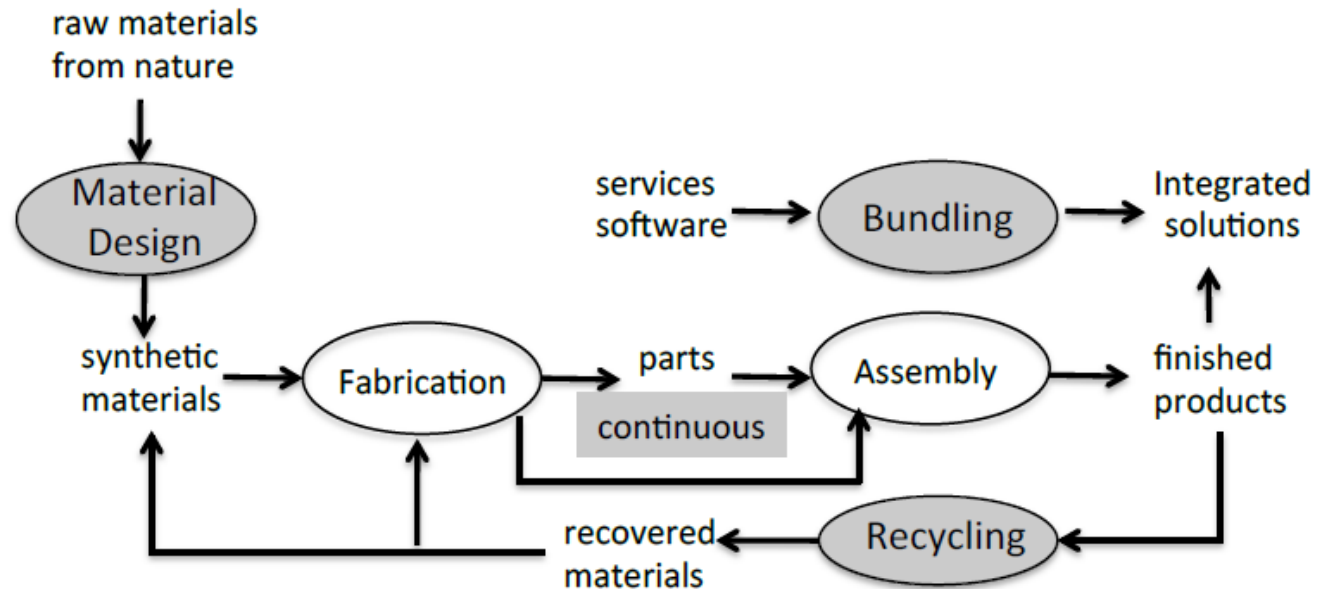 raw materials
from nature
Material
Design
services
software
Bundling
Integrated
solutions
synthetic
materials
Fabrication
parts
continuous
Assembly
finished
products
recovered
materials
Recycling